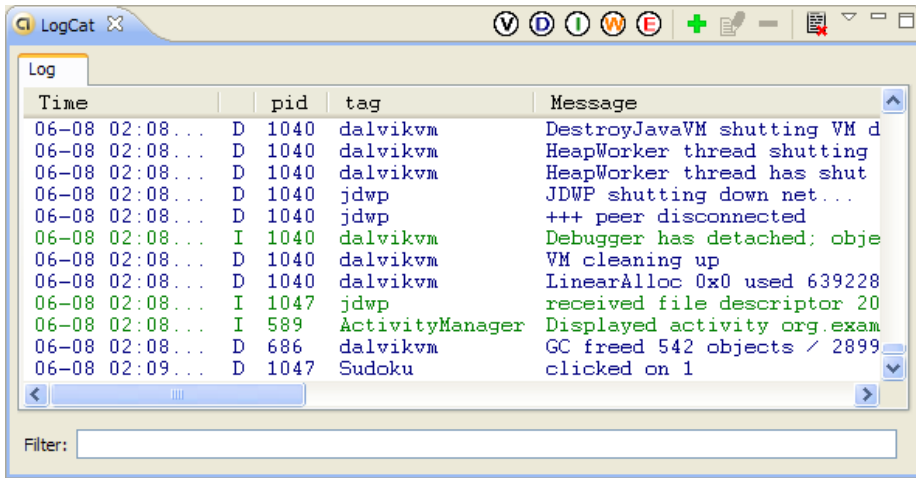 LogCat V D I W E
Log
Time pid tag Message
06-08 02:08... D 1040 dalvikvm DestroyJavaVM shutting VM d
06-08 02:08... D 1040 dalvikvm HeapWorker thread shutting
06-08 02:08... D 1040 dalvikvm HeapWorker thread has shut
06-08 02:08... D 1040 jdwp JDWP shutting down net...
06-08 02:08... D 1040 jdwp +++ peer disconnected
06-08 02:08... I 1040 dalvikvm Debugger has detached; obje
06-08 02:08... D 1040 dalvikvm VM cleaning up
06-08 02:08... D 1040 dalvikvm LinearAlloc 0x0 used 639228
06-08 02:08... I 1047 jdwp received file descriptor 20
06-08 02:08... I 589 ActivityManager Displayed activity org.exam
06-08 02:08... D 686 dalvikvm GC freed 542 objects / 2899
06-08 02:09... D 1047 Sudoku clicked on 1
Filter: